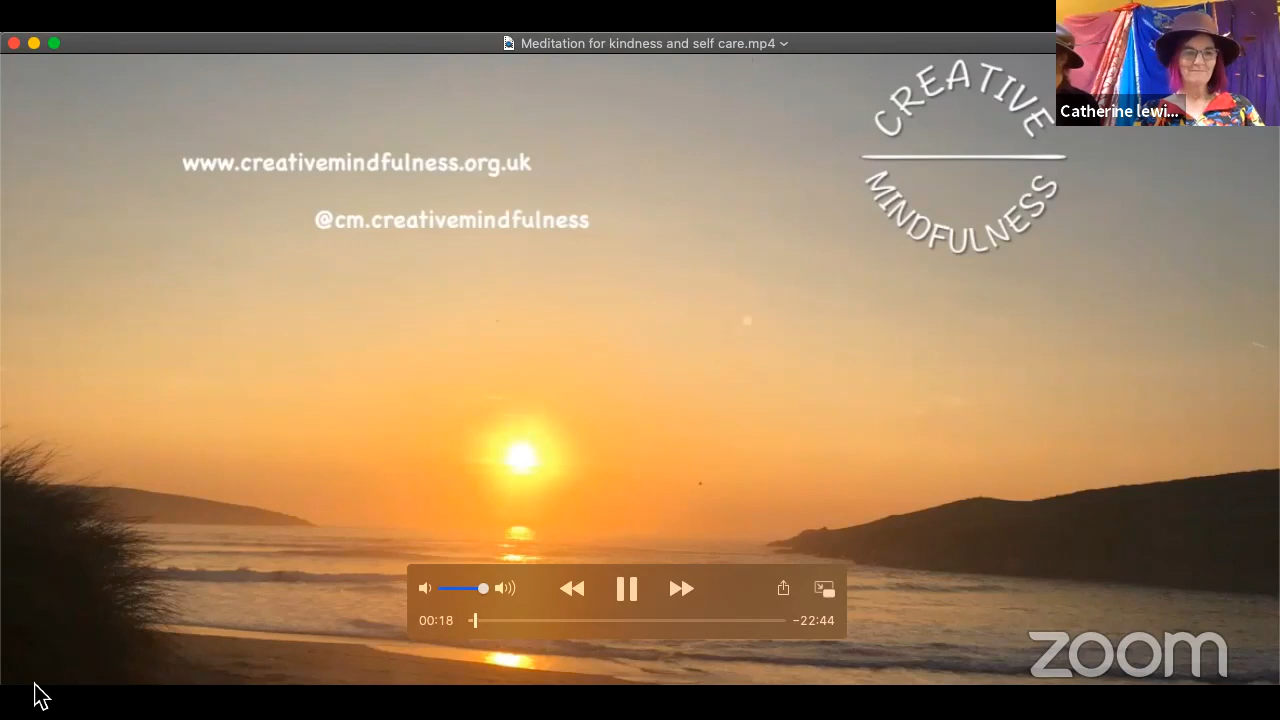 Meditation for kindness and self care.mp4
CREATIVE
MINDFULNESS
Catherine lewi...
www.creativemindfulness.org.uk
@cm.creativemindfulness
00:18
-22:44
zoom